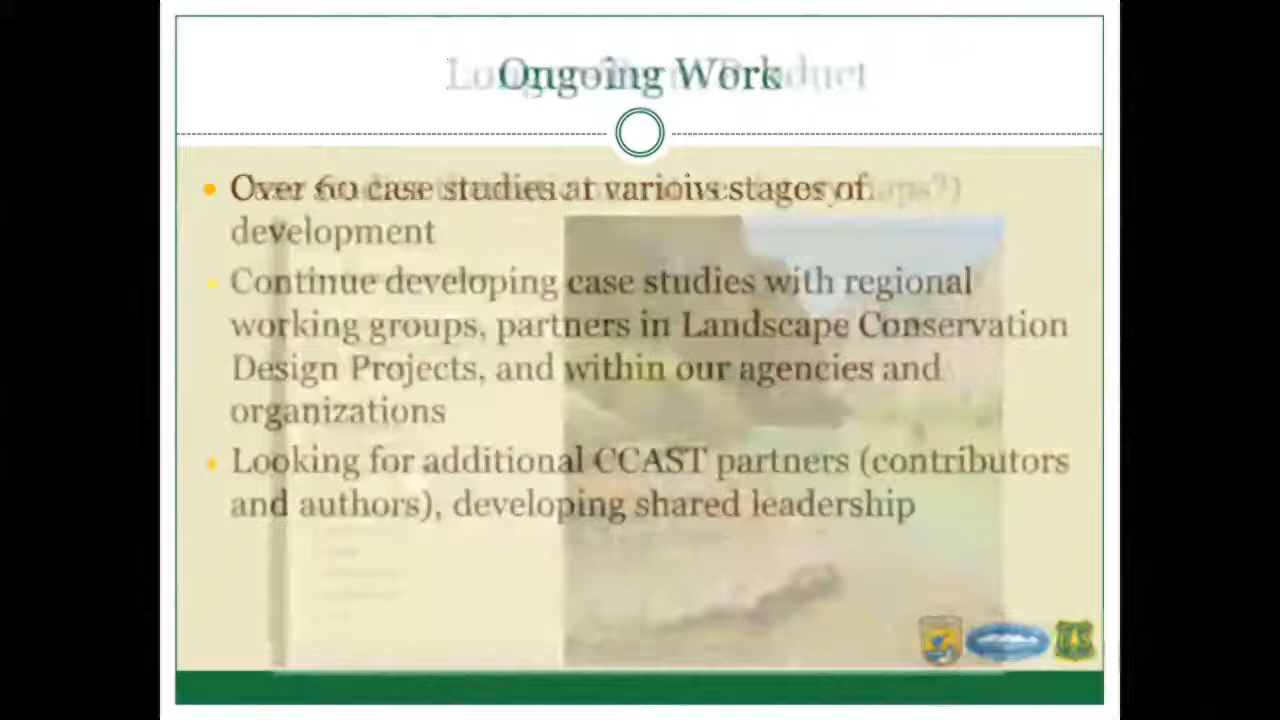 Ongoing Work
Over 60 case studies at various stages of
development
Continue developing case studies with regional
working groups, partners in Landscape Conservation
Design Projects, and within our agencies and
organizations
Looking for additional CCAST partners (contributors
and authors), developing shared leadership